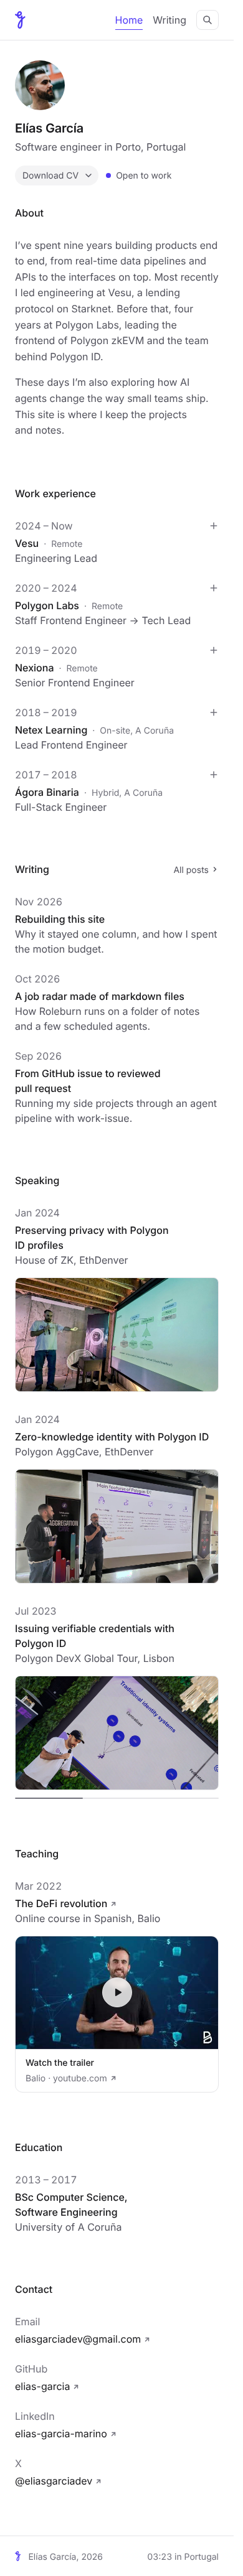 Home Writing
Elías García
Software engineer in Porto, Portugal
Download CV
Open to work
About
I’ve spent nine years building products end
to end, from real-time data pipelines and
APIs to the interfaces on top. Most recently
I led engineering at Vesu, a lending
protocol on Starknet. Before that, four
years at Polygon Labs, leading the
frontend of Polygon zkEVM and the team
behind Polygon ID.
These days I’m also exploring how AI
agents change the way small teams ship.
This site is where I keep the projects
and notes.
Work experience
2024 – Now
Vesu · Remote
Engineering Lead
2020 – 2024
Polygon Labs · Remote
Staff Frontend Engineer → Tech Lead
2019 – 2020
Nexiona · Remote
Senior Frontend Engineer
2018 – 2019
Netex Learning · On-site, A Coruña
Lead Frontend Engineer
2017 – 2018
Ágora Binaria · Hybrid, A Coruña
Full-Stack Engineer
Writing
All posts
Nov 2026
Rebuilding this site
Why it stayed one column, and how I spent
the motion budget.
Oct 2026
A job radar made of markdown files
How Roleburn runs on a folder of notes
and a few scheduled agents.
Sep 2026
From GitHub issue to reviewed
pull request
Running my side projects through an agent
pipeline with work-issue.
Speaking
Jan 2024
Preserving privacy with Polygon
ID profiles
House of ZK, EthDenver
Jan 2024
Zero-knowledge identity with Polygon ID
Polygon AggCave, EthDenver
AGGREGATION
Jul 2023
Issuing verifiable credentials with
Polygon ID
Polygon DevX Global Tour, Lisbon
Traditional identity systems
Teaching
Mar 2022
The DeFi revolution ↗
Online course in Spanish, Balio
Watch the trailer
Balio · youtube.com ↗
Education
2013 – 2017
BSc Computer Science,
Software Engineering
University of A Coruña
Contact
Email
eliasgarciadev@gmail.com ↗
GitHub
elias-garcia ↗
LinkedIn
elias-garcia-marino ↗
X
@eliasgarciadev ↗
Elías García, 2026
03:23 in Portugal